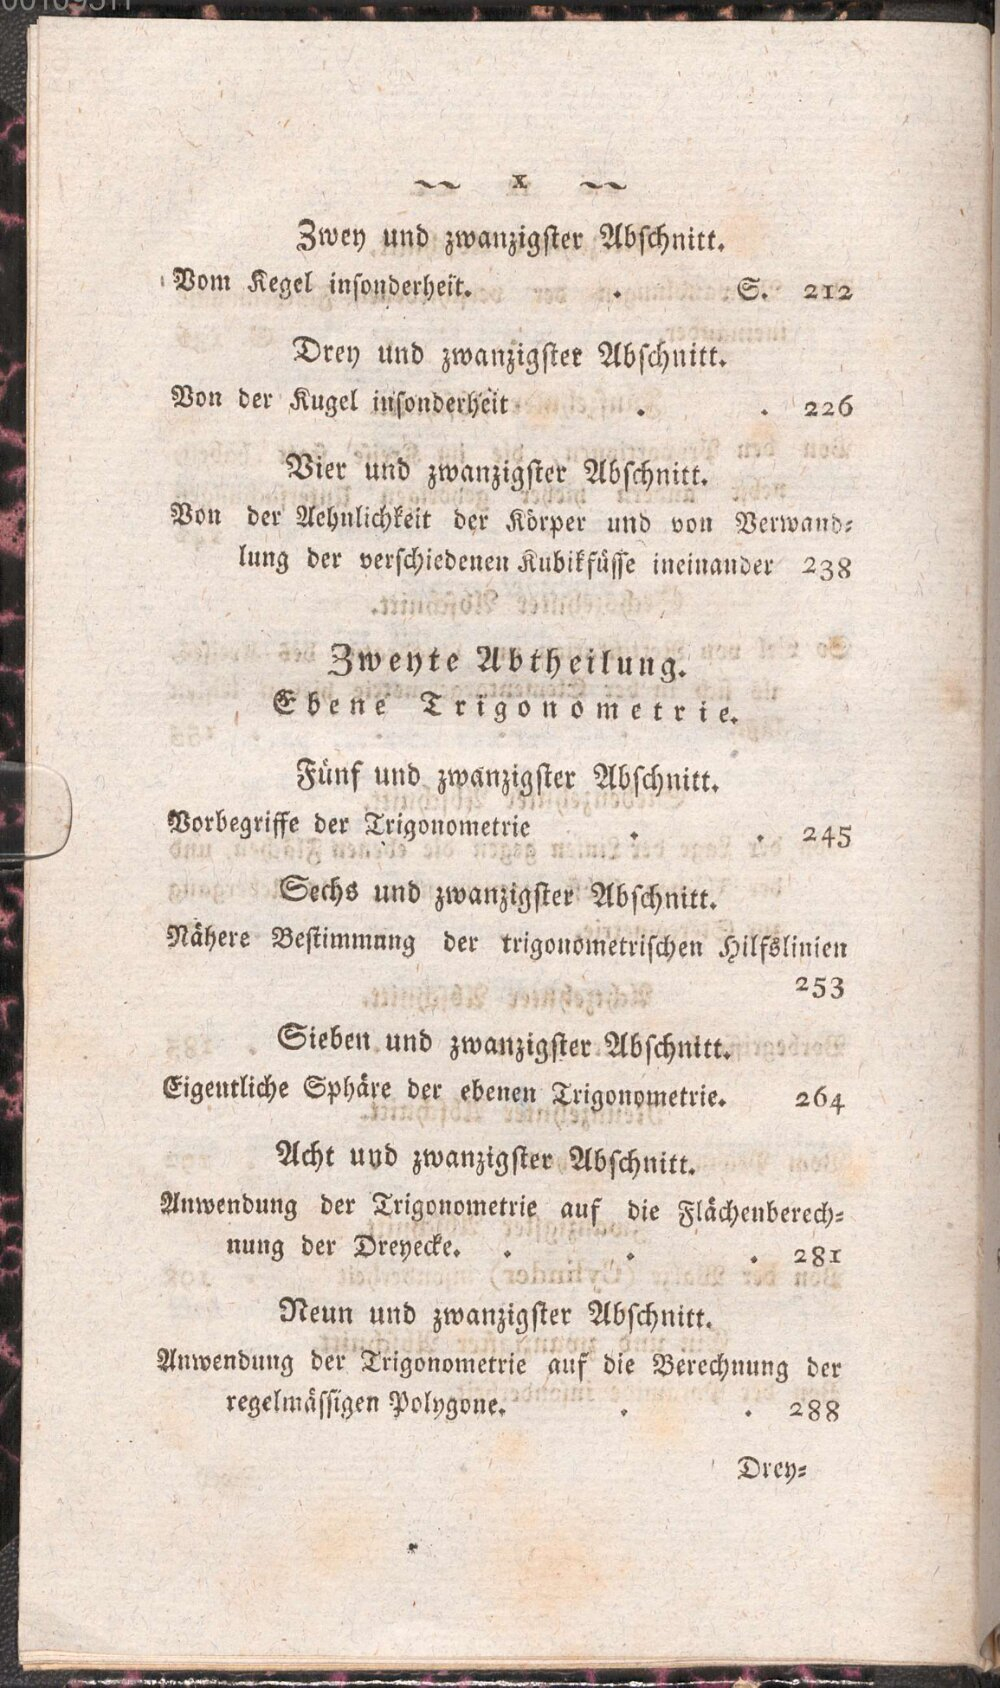 ~ x ~
Zwey und zwanzigster Abschnitt.
Vom Kegel insonderheit. . S. 212
Drey und zwanzigster Abschnitt.
Von der Kugel insonderheit . . 226
Vier und zwanzigster Abschnitt.
Von der Aehnlichkeit der Körper und von Verwand-
lung der verschiedenen Kubikfüsse ineinander 238
Zweyte Abtheilung.
Ebene Trigonometrie.
Fünf und zwanzigster Abschnitt.
Vorbegriffe der Trigonometrie . . 245
Sechs und zwanzigster Abschnitt.
Nähere Bestimmung der trigonometrischen Hilfslinien
253
Sieben und zwanzigster Abschnitt.
Eigentliche Sphäre der ebenen Trigonometrie. 264
Acht und zwanzigster Abschnitt.
Anwendung der Trigonometrie auf die Flächenberech-
nung der Dreyecke. . . . 281
Neun und zwanzigster Abschnitt.
Anwendung der Trigonometrie auf die Berechnung der
regelmässigen Polygone. . . 288
Drey-